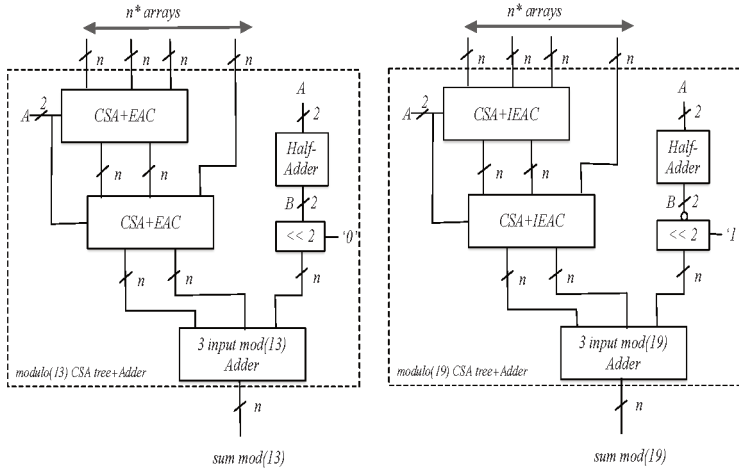 n* arrays
n n n n
A 2
CSA+EAC
n n
CSA+EAC
n n
A
2
Half-
Adder
B 2
<< 2 '0'
n
3 input mod(13)
Adder
modulo(13) CSA tree+Adder
n
sum mod(13)
n* arrays
n n n n
A 2
CSA+IEAC
n n
CSA+IEAC
n n
A
2
Half-
Adder
B 2
<< 2 '1
n
3 input mod(19)
Adder
modulo(19) CSA tree+Adder
n
sum mod(19)